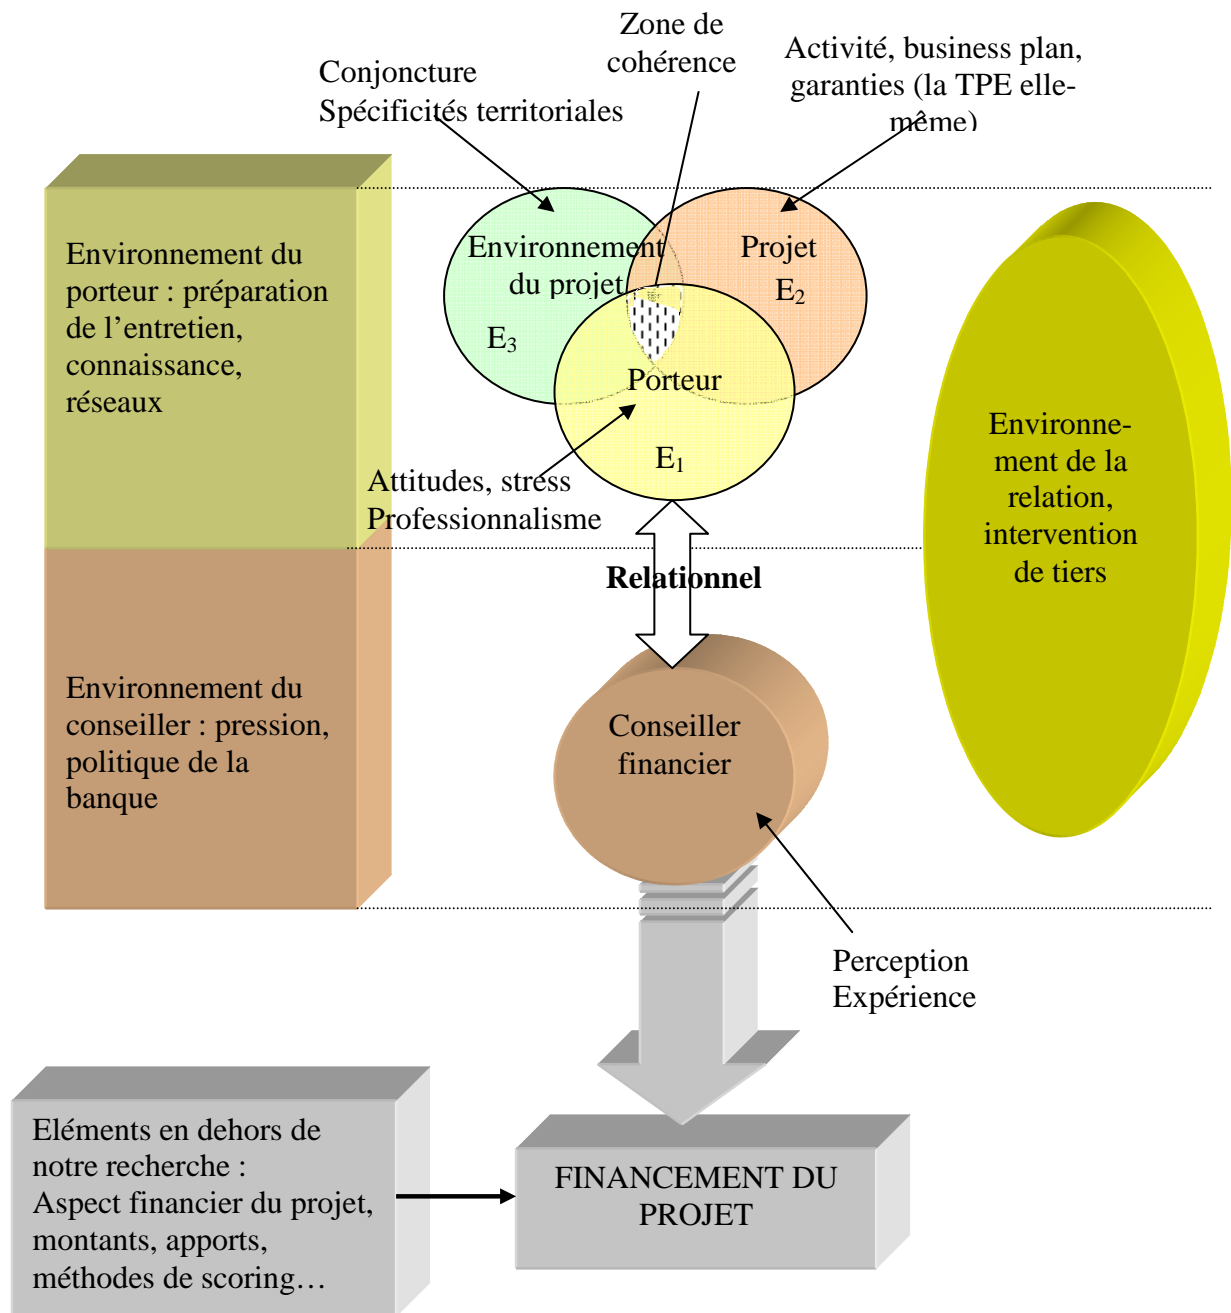 Zone de
cohérence
Activité, business plan,
garanties (la TPE elle-
même)
Conjoncture
Spécificités territoriales
Environnement du
porteur : préparation
de l’entretien,
connaissance,
réseaux
Environnement
du projet
E3
Projet
E2
Porteur
E1
Attitudes, stress
Professionnalisme
Environne-
ment de la
relation,
intervention
de tiers
Relationnel
Environnement du
conseiller : pression,
politique de la
banque
Conseiller
financier
Perception
Expérience
Eléments en dehors de
notre recherche :
Aspect financier du projet,
montants, apports,
méthodes de scoring…
FINANCEMENT DU
PROJET